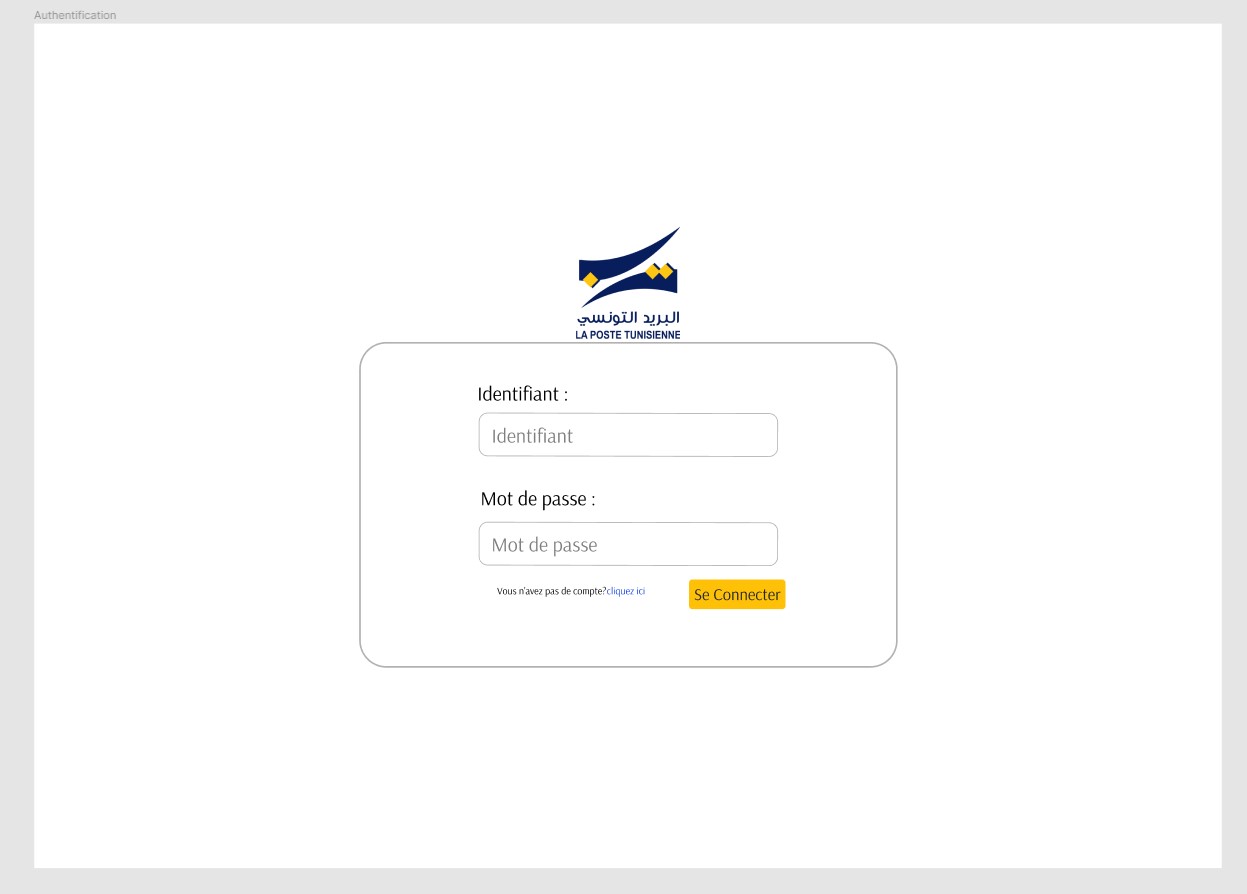 Authentification
البريد التونسي
LA POSTE TUNISIENNE
Identifiant :
Identifiant
Mot de passe :
Mot de passe
Vous n'avez pas de compte?cliquez ici
Se Connecter